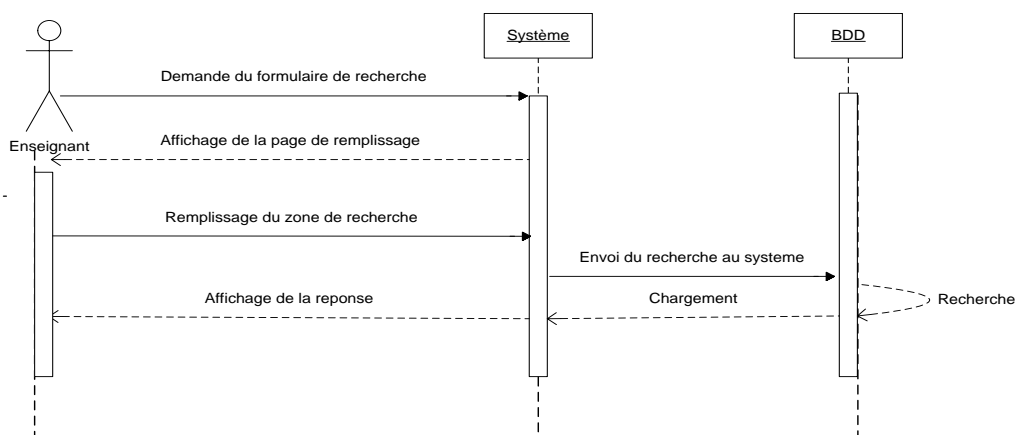 Système
BDD
Demande du formulaire de recherche
Enseignant
Affichage de la page de remplissage
Remplissage du zone de recherche
Envoi du recherche au systeme
Affichage de la reponse
Chargement
Recherche